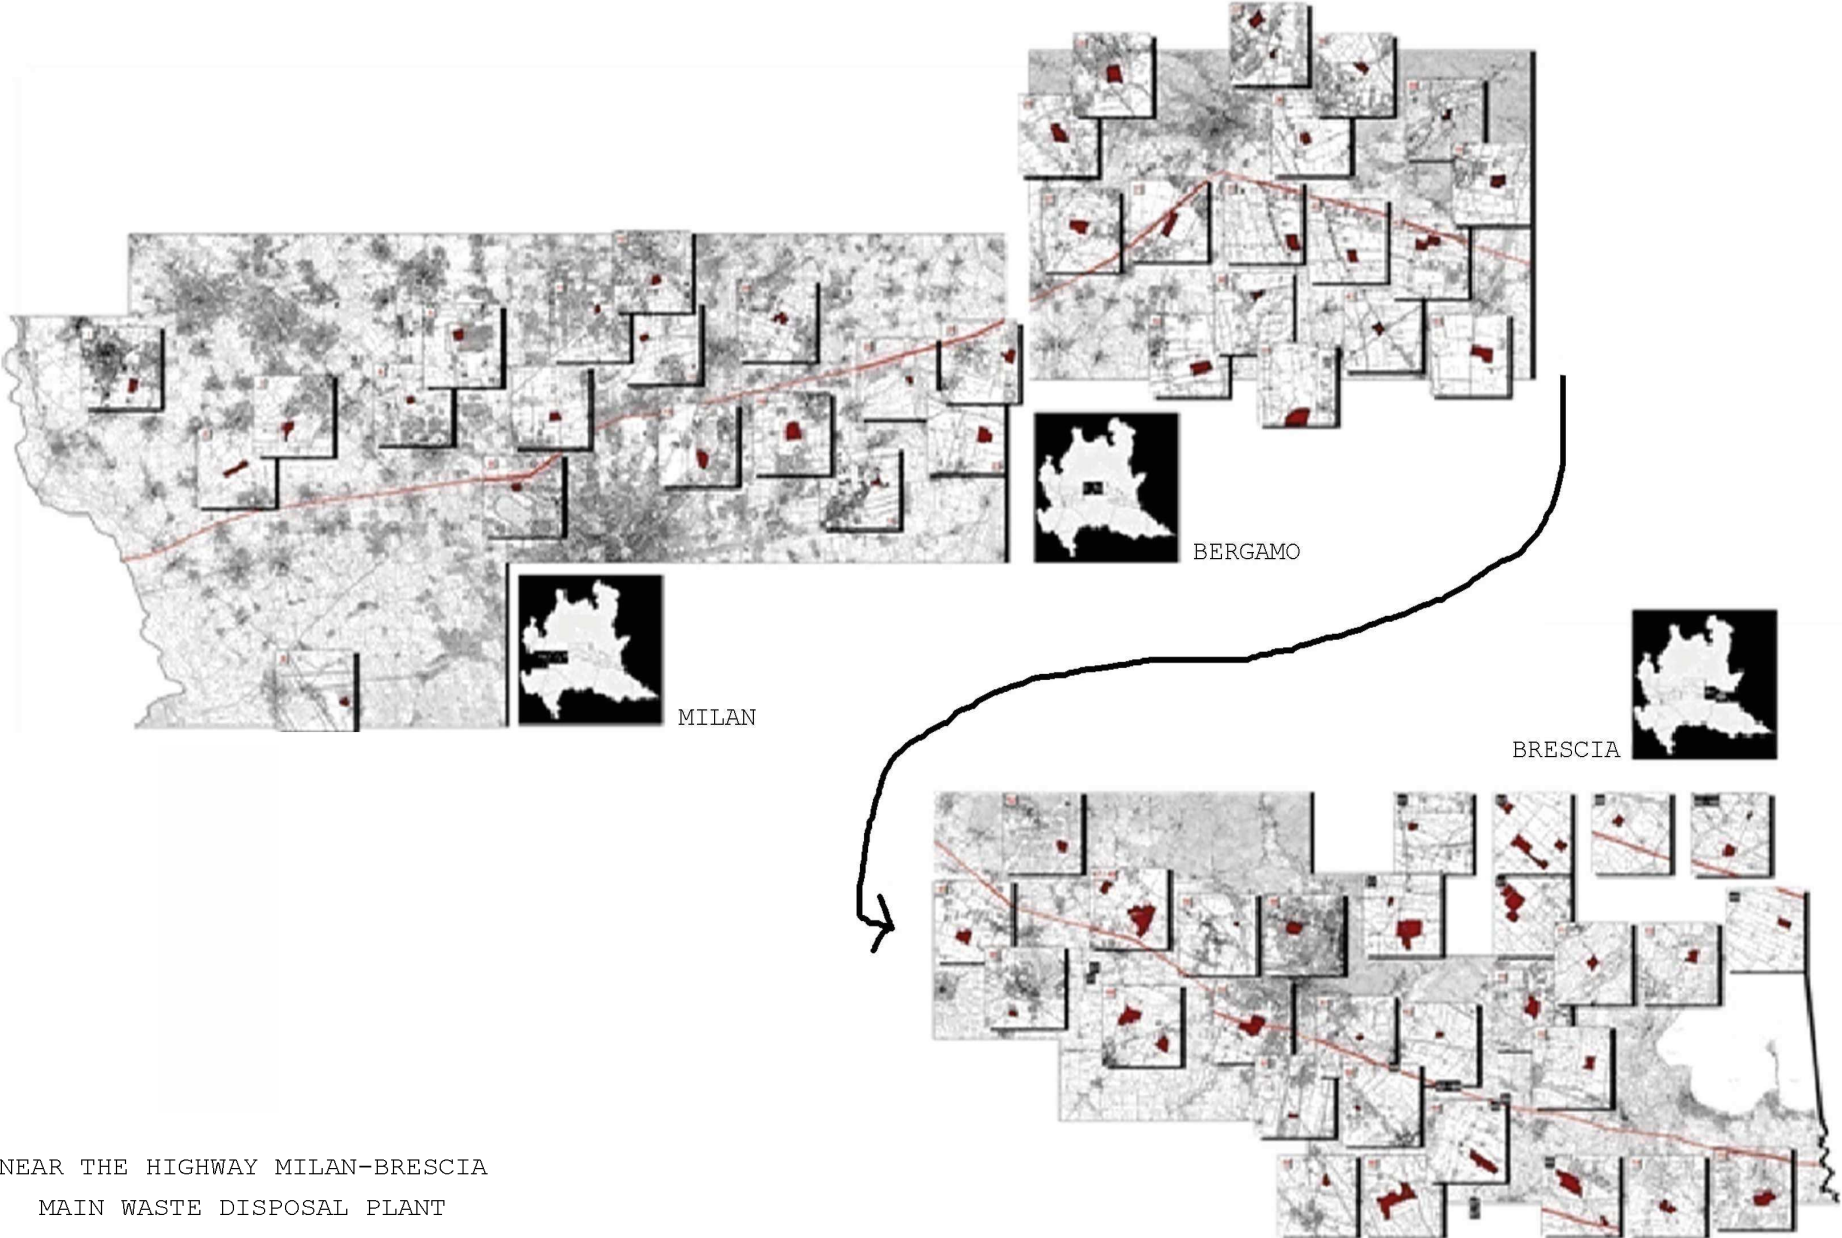 BERGAMO
MILAN
BRESCIA
NEAR THE HIGHWAY MILAN-BRESCIA
MAIN WASTE DISPOSAL PLANT